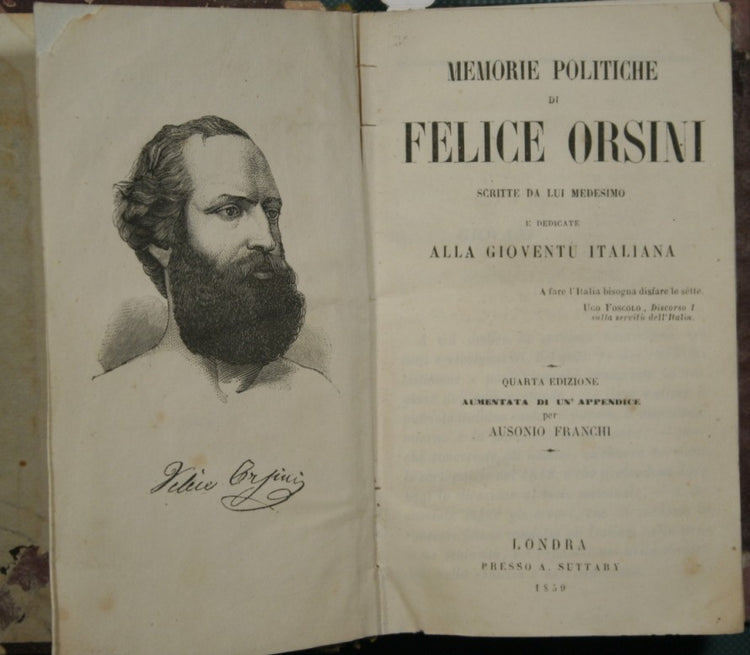 Felice Orsini
MEMORIE POLITICHE
DI
FELICE ORSINI
SCRITTE DA LUI MEDESIMO
E DEDICATE
ALLA GIOVENTÙ ITALIANA
A fare l'Italia bisogna disfare le sètte.
UGO FOSCOLO, Discorso I
sulla servitù dell'Italia.
QUARTA EDIZIONE
AUMENTATA DI UN' APPENDICE
per
AUSONIO FRANCHI
LONDRA
PRESSO A. SUTTABY
1859